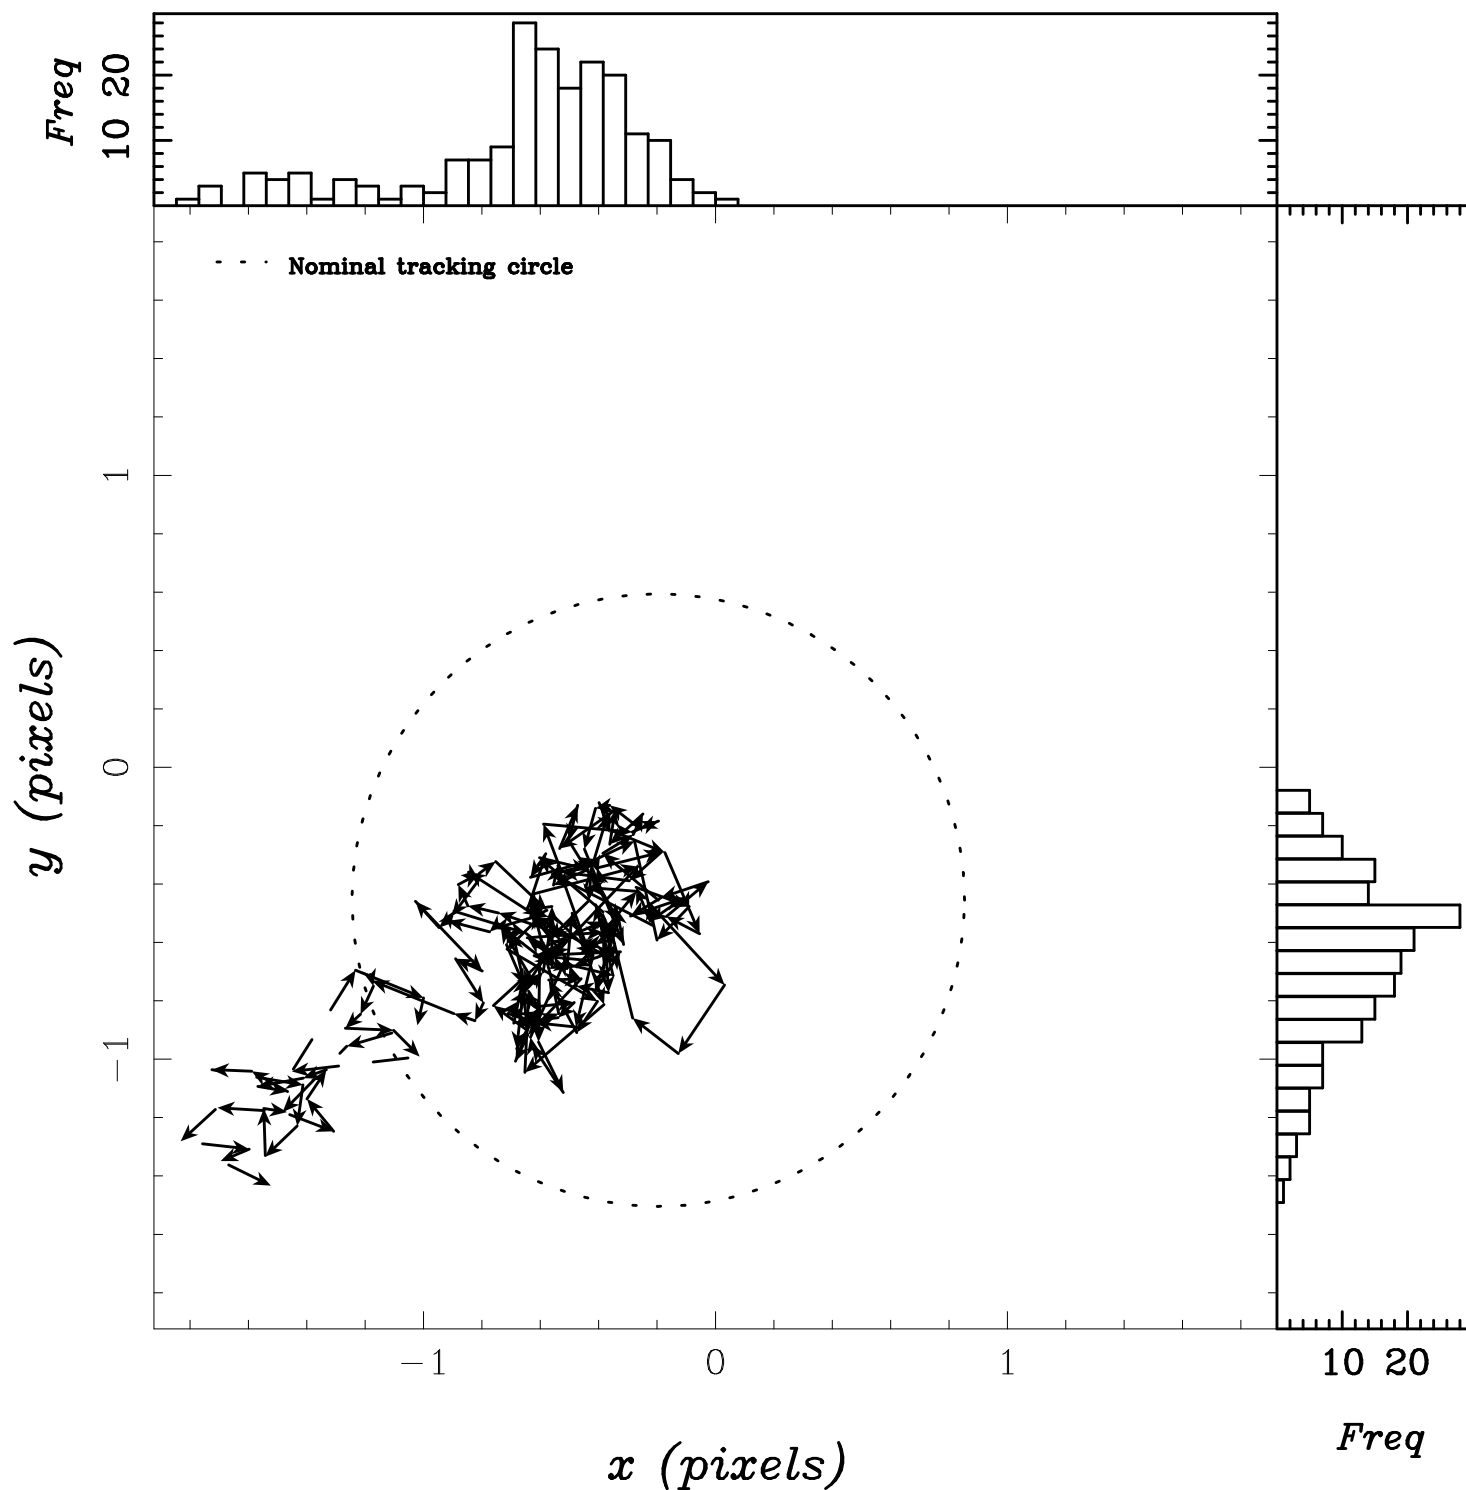 Freq
10 20
Nominal tracking circle
y (pixels)
1
0
−1
−1 0 1
10 20
x (pixels)
Freq